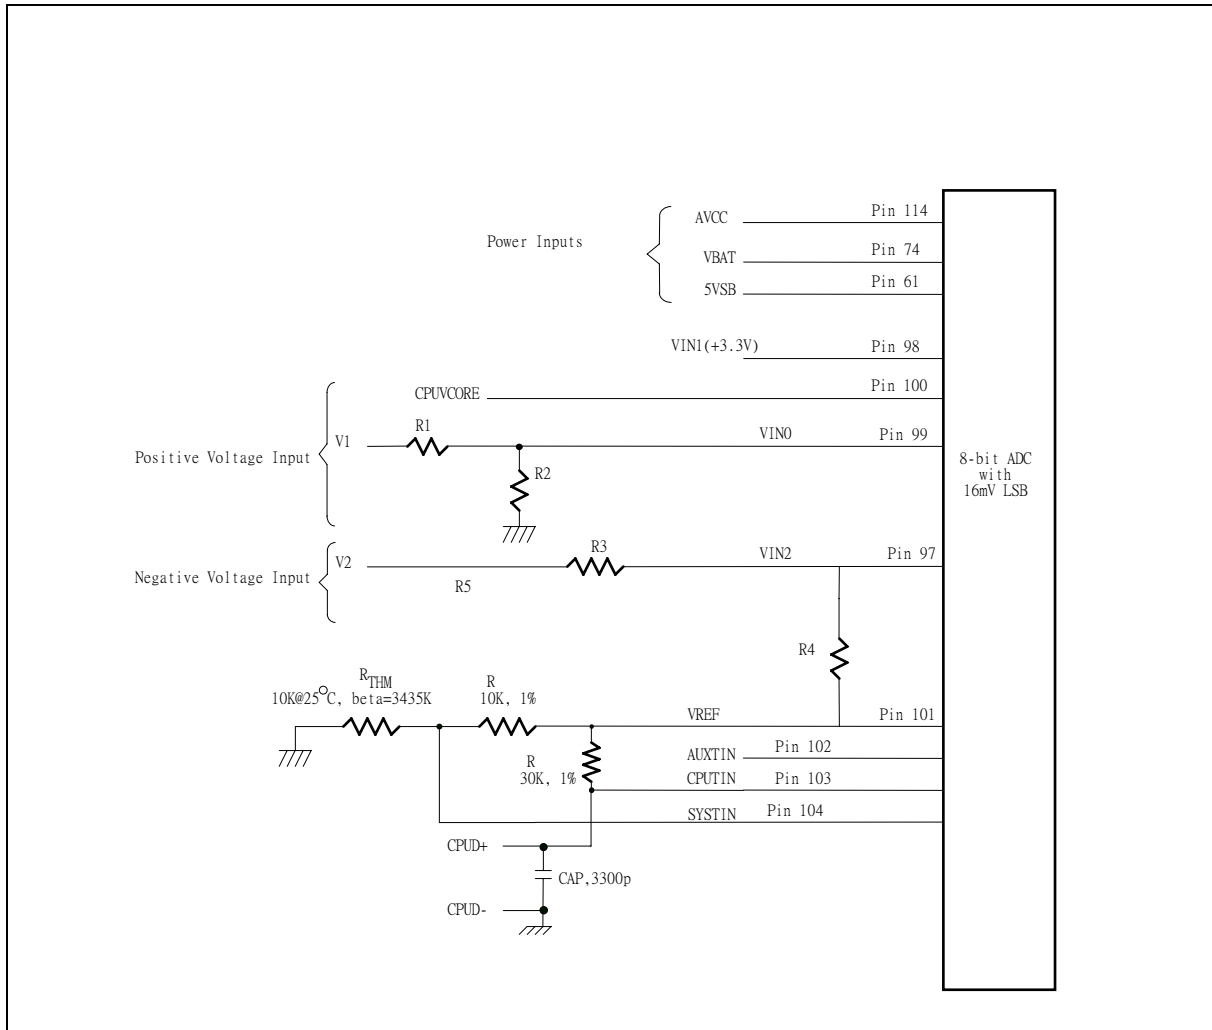 AVCC
Pin 114
Power Inputs
VBAT
Pin 74
5VSB
Pin 61
VIN1(+3.3V)
Pin 98
CPUVCORE
Pin 100
Positive Voltage Input
V1
R1
R2
VIN0
Pin 99
8-bit ADC
with
16mV LSB
Negative Voltage Input
V2
R5
R3
VIN2
Pin 97
R4
RTHM
10K@25°C, beta=3435K
R
10K, 1%
VREF
Pin 101
R
30K, 1%
AUXTIN
Pin 102
CPUTIN
Pin 103
SYSTIN
Pin 104
CPUD+
CAP,3300p
CPUD-